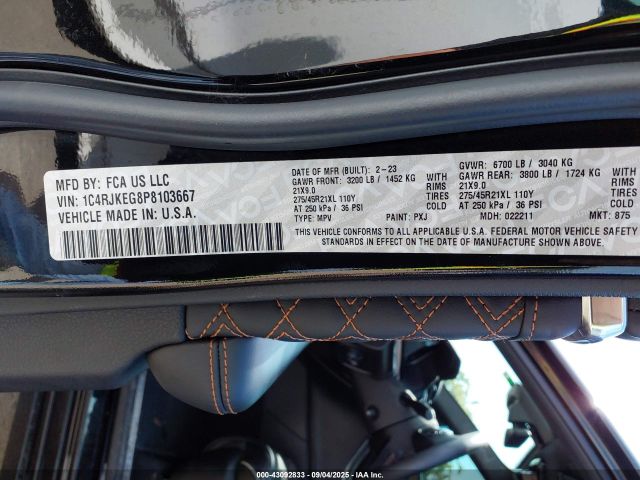 MFD BY: FCA US LLC
VIN: 1C4RJKEG8P8103667
VEHICLE MADE IN: U.S.A.
DATE OF MFR (BUILT): 2-23
GAWR FRONT: 3200 LB / 1452 KG WITH
21X9.0 RIMS
275/45R21XL 110Y TIRES
AT 250 kPa / 36 PSI COLD
TYPE: MPV PAINT: PXJ
GVWR: 6700 LB / 3040 KG
GAWR REAR: 3800 LB / 1724 KG WITH
21X9.0 RIMS
275/45R21XL 110Y TIRES
AT 250 kPa / 36 PSI COLD
MDH: 022211 MKT: 875
THIS VEHICLE CONFORMS TO ALL APPLICABLE U.S.A. FEDERAL MOTOR VEHICLE SAFETY
STANDARDS IN EFFECT ON THE DATE OF MANUFACTURE SHOWN ABOVE.
000-43092833 - 09/04/2025 - IAA Inc.